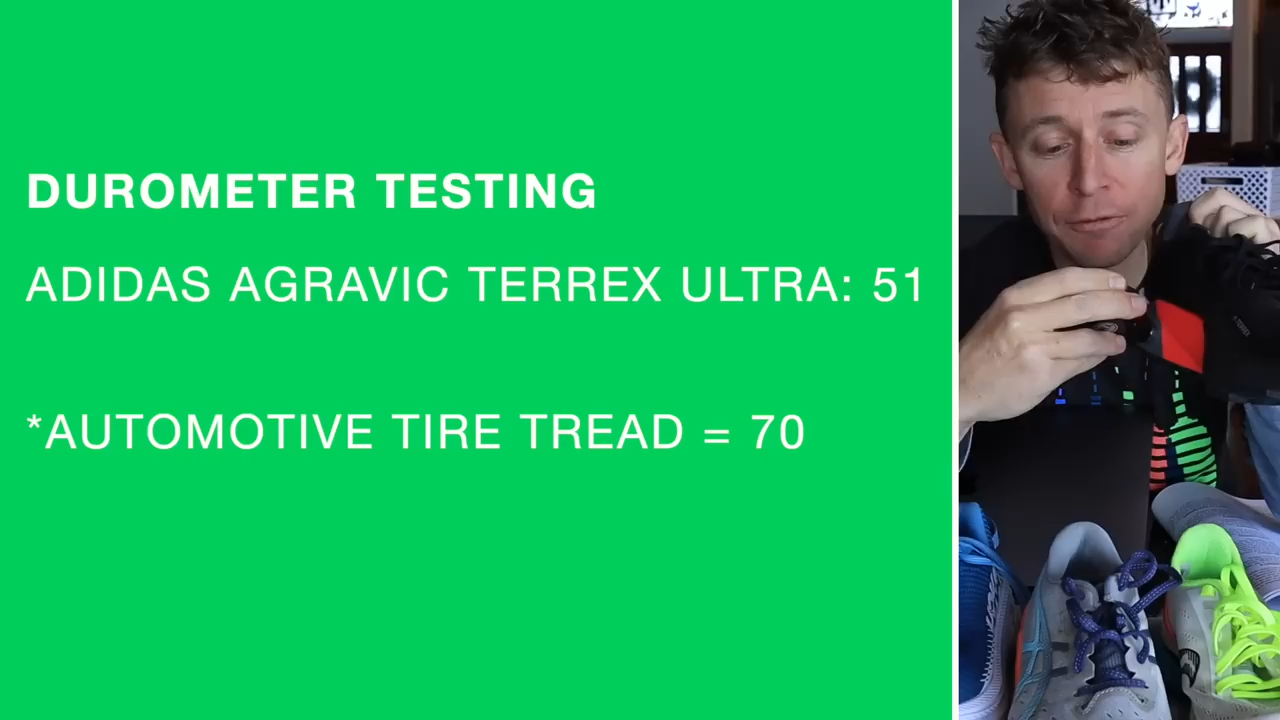 DUROMETER TESTING
ADIDAS AGRAVIC TERREX ULTRA: 51
*AUTOMOTIVE TIRE TREAD = 70